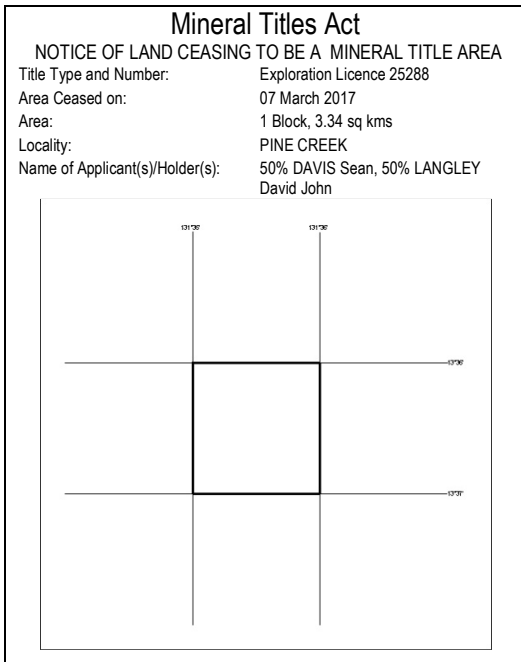 Mineral Titles Act
NOTICE OF LAND CEASING TO BE A MINERAL TITLE AREA
Title Type and Number: Exploration Licence 25288
Area Ceased on: 07 March 2017
Area: 1 Block, 3.34 sq kms
Locality: PINE CREEK
Name of Applicant(s)/Holder(s): 50% DAVIS Sean, 50% LANGLEY
David John